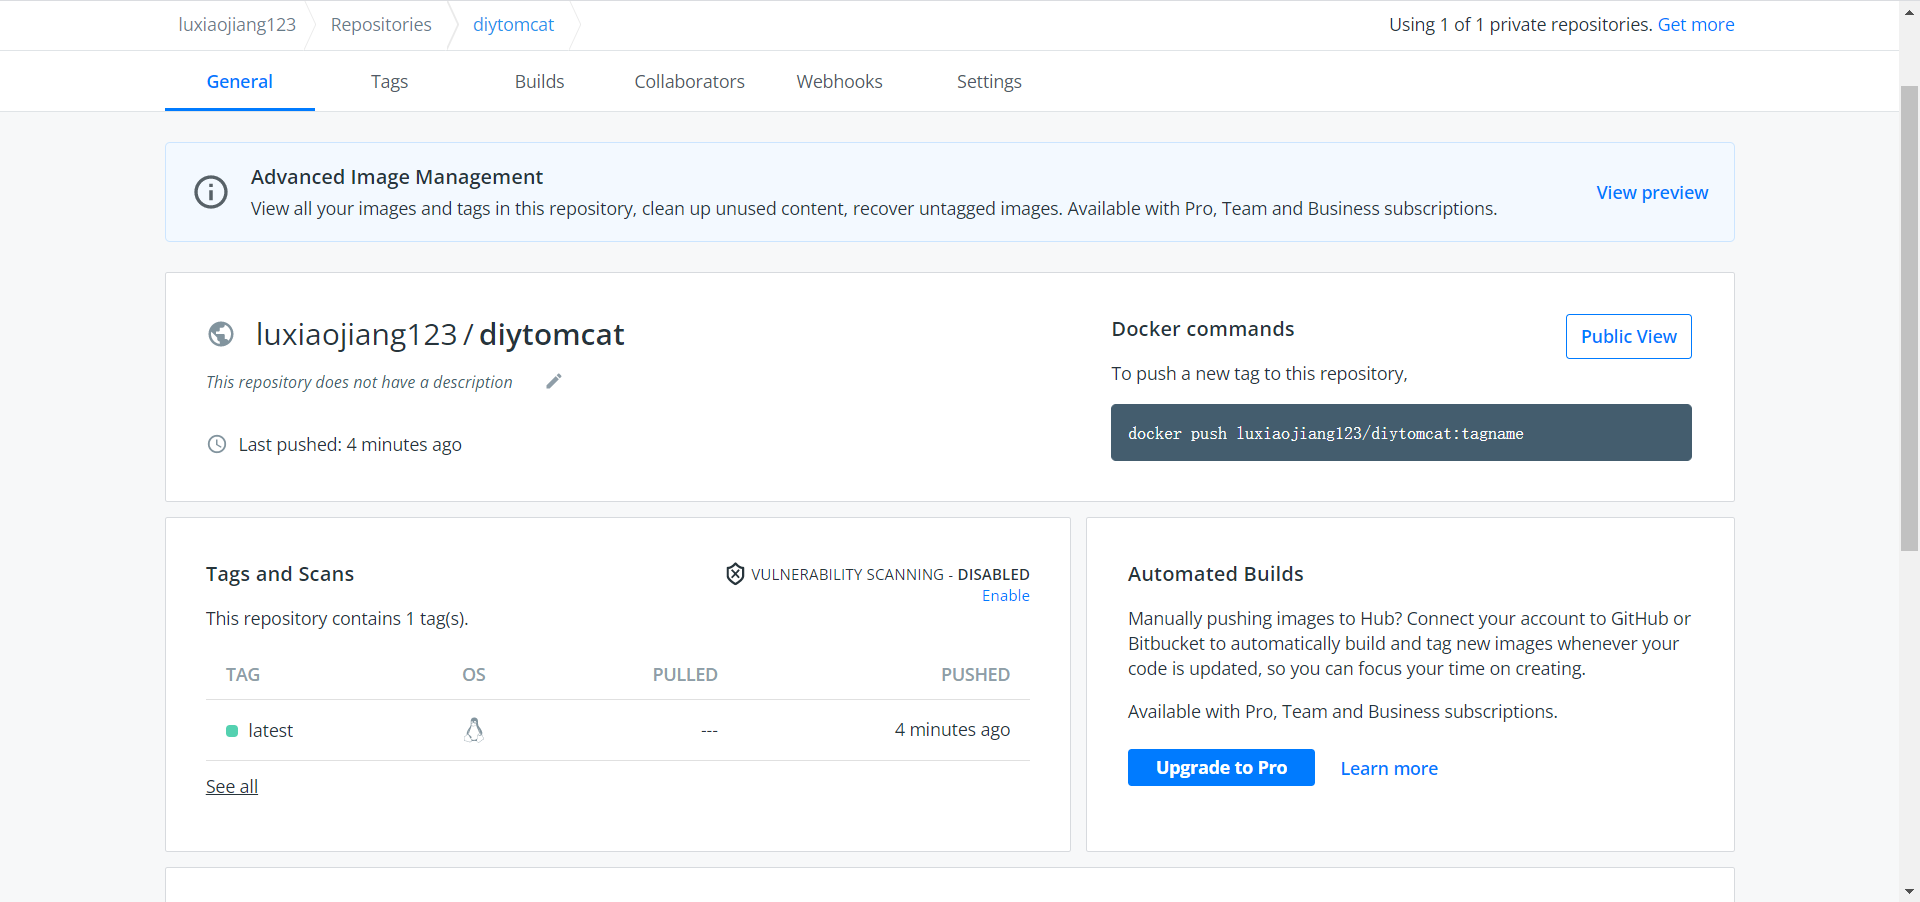 luxiaojiang123 Repositories diytomcat Using 1 of 1 private repositories. Get more
General Tags Builds Collaborators Webhooks Settings
Advanced Image Management
View all your images and tags in this repository, clean up unused content, recover untagged images. Available with Pro, Team and Business subscriptions.
View preview
luxiaojiang123 / diytomcat
This repository does not have a description
Last pushed: 4 minutes ago
Docker commands
Public View
To push a new tag to this repository,
docker push luxiaojiang123/diytomcat:tagname
Tags and Scans
VULNERABILITY SCANNING - DISABLED
Enable
This repository contains 1 tag(s).
TAG OS PULLED PUSHED
latest --- 4 minutes ago
See all
Automated Builds
Manually pushing images to Hub? Connect your account to GitHub or
Bitbucket to automatically build and tag new images whenever your
code is updated, so you can focus your time on creating.
Available with Pro, Team and Business subscriptions.
Upgrade to Pro Learn more